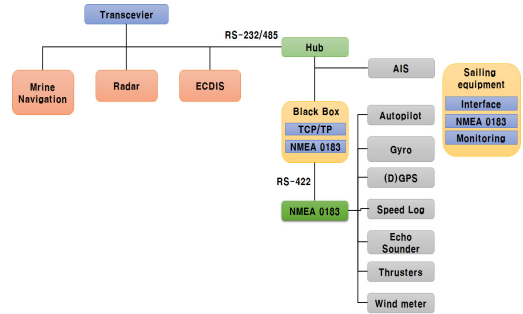 Transcevier
RS-232/485
Hub
Mrine
Navigation
Radar
ECDIS
AIS
Sailing
equipment
Interface
NMEA 0183
Monitoring
Black Box
TCP/TP
NMEA 0183
RS-422
NMEA 0183
Autopilot
Gyro
(D)GPS
Speed Log
Echo
Sounder
Thrusters
Wind meter